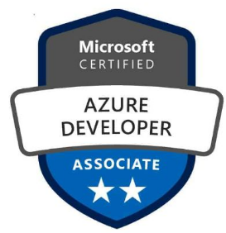 Microsoft
CERTIFIED
AZURE
DEVELOPER
ASSOCIATE